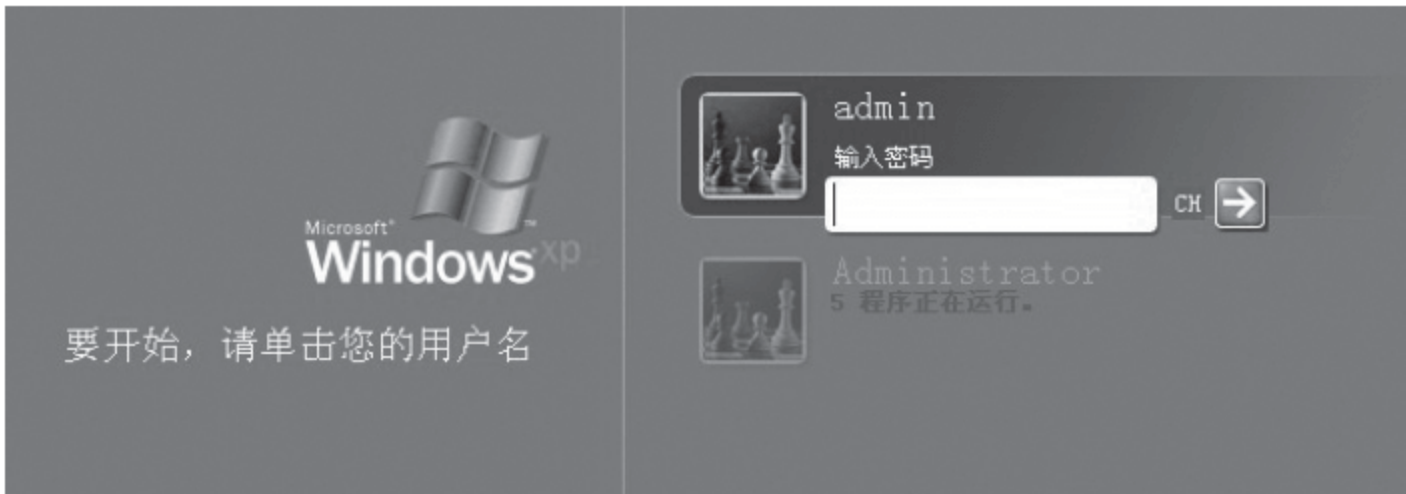 Microsoft®
Windows xp
™
要开始，请单击您的用户名
admin
输入密码
CH
Administrator
5 程序正在运行。